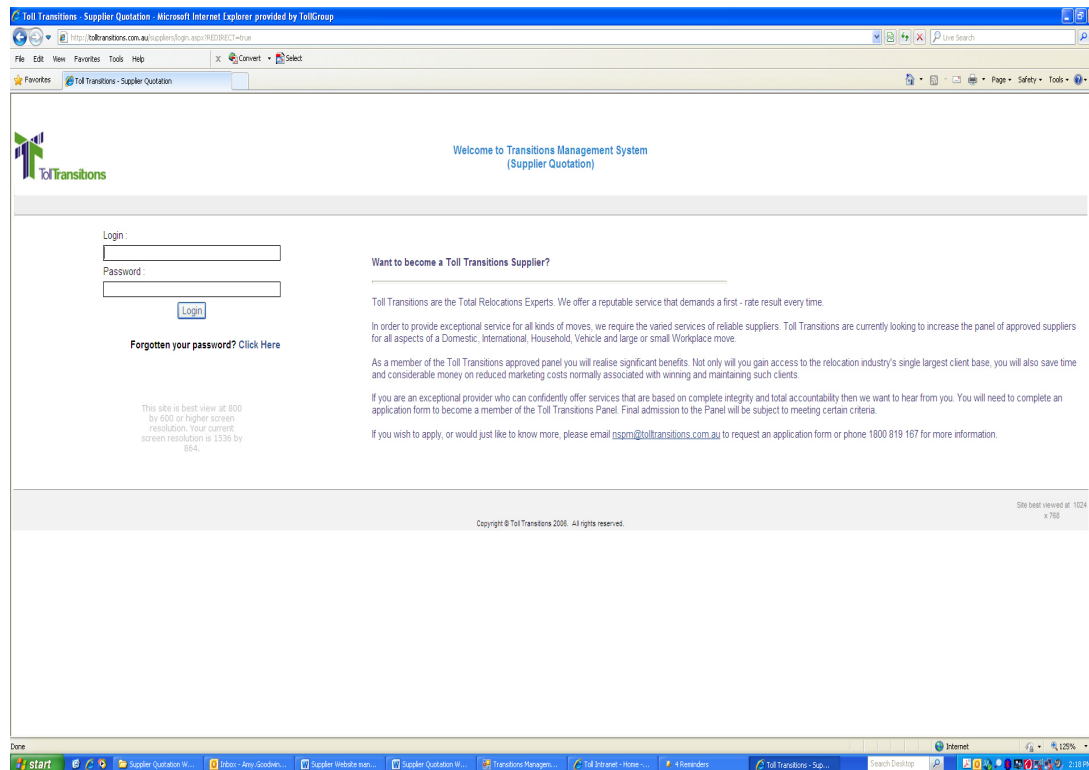 Toll Transitions - Supplier Quotation - Microsoft Internet Explorer provided by TollGroup
http://tolltransitions.com.au/suppliers/login.aspx?REDIRECT=true
Live Search
File Edit View Favorites Tools Help
x Convert Select
Favorites
Toll Transitions - Supplier Quotation
Page Safety Tools
TollTransitions
Welcome to Transitions Management System
(Supplier Quotation)
Login :
Password :
Login
Forgotten your password? Click Here
This site is best view at 800
by 600 or higher screen
resolution. Your current
screen resolution is 1536 by
864.
Want to become a Toll Transitions Supplier?
Toll Transitions are the Total Relocations Experts. We offer a reputable service that demands a first - rate result every time.
In order to provide exceptional service for all kinds of moves, we require the varied services of reliable suppliers. Toll Transitions are currently looking to increase the panel of approved suppliers
for all aspects of a Domestic, International, Household, Vehicle and large or small Workplace move.
As a member of the Toll Transitions approved panel you will realise significant benefits. Not only will you gain access to the relocation industry's single largest client base, you will also save time
and considerable money on reduced marketing costs normally associated with winning and maintaining such clients.
If you are an exceptional provider who can confidently offer services that are based on complete integrity and total accountability then we want to hear from you. You will need to complete an
application form to become a member of the Toll Transitions Panel. Final admission to the Panel will be subject to meeting certain criteria.
If you wish to apply, or would just like to know more, please email nspm@tolltransitions.com.au to request an application form or phone 1800 819 167 for more information.
Site best viewed at 1024
x 768
Copyright © Toll Transitions 2006. All rights reserved.
Done
Internet
125%
start
Supplier Quotation W...
Inbox - Amy.Goodwin...
Supplier Website man...
Supplier Quotation W...
Transitions Managem...
Toll Intranet - Home -...
4 Reminders
Toll Transitions - Sup...
Search Desktop
2:18 PM